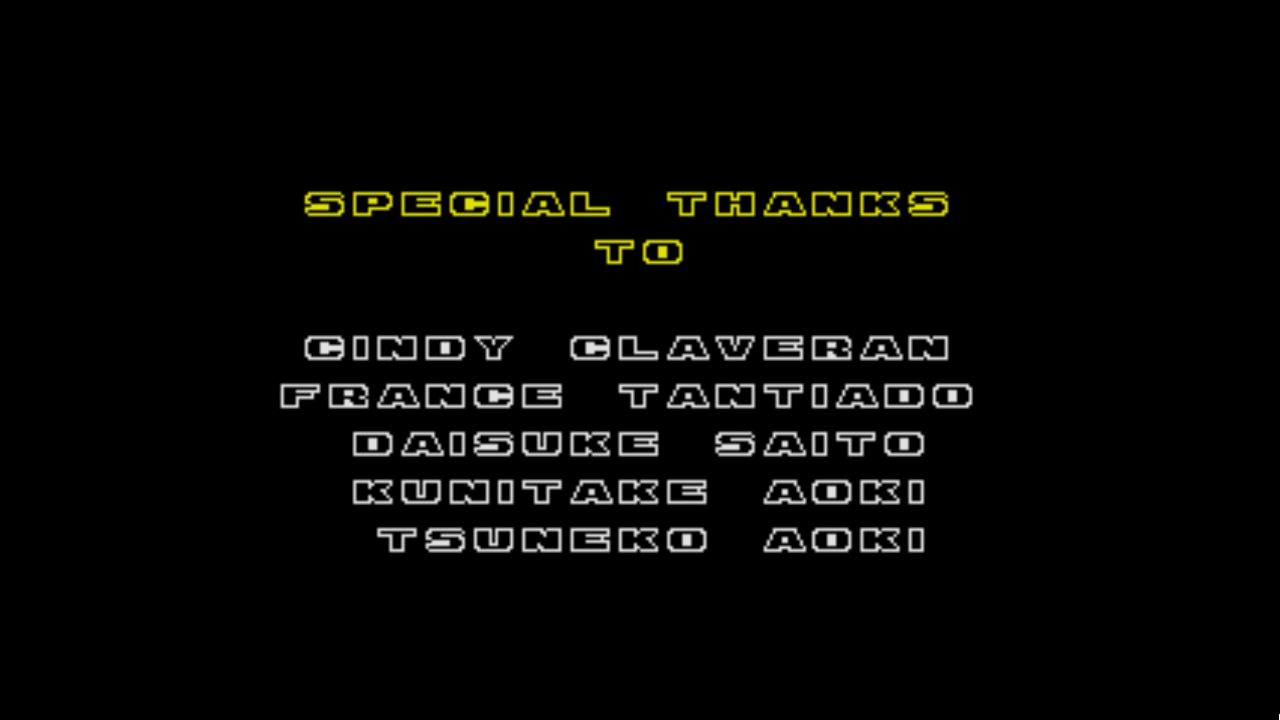 SPECIAL THANKS
TO
CINDY CLAVERAN
FRANCE TANTIADO
DAISUKE SAITO
KUNITAKE AOKI
TSUNEKO AOKI